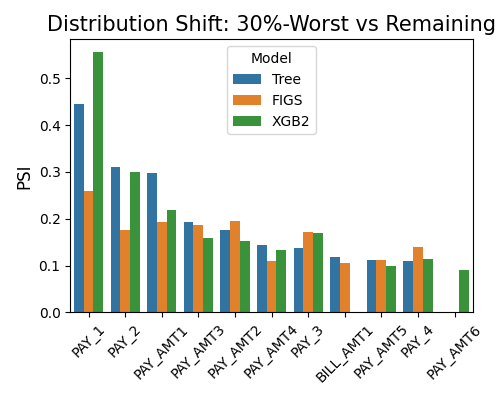 Distribution Shift: 30%-Worst vs Remaining
Model
Tree
FIGS
XGB2
PSI
0.5
0.4
0.3
0.2
0.1
0.0
PAY_1
PAY_2
PAY_AMT1
PAY_AMT3
PAY_AMT2
PAY_AMT4
PAY_3
BILL_AMT1
PAY_AMT5
PAY_4
PAY_AMT6